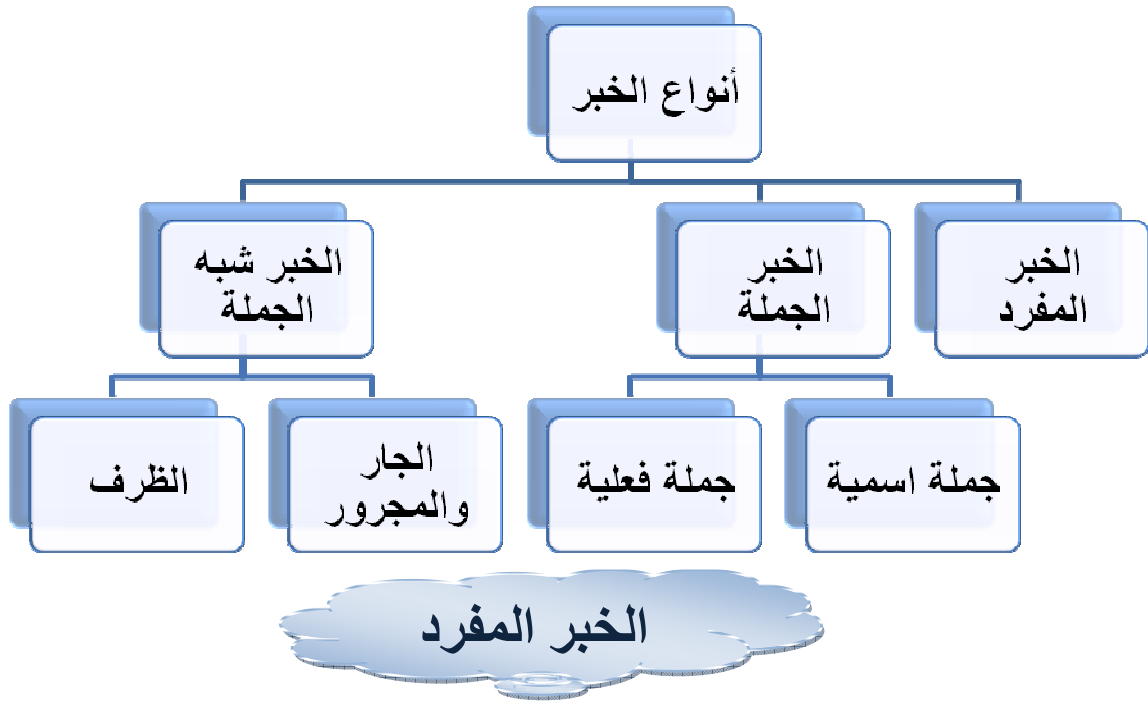 أنواع الخبر
الخبر
المفرد
الخبر
الجملة
الخبر شبه
الجملة
جملة اسمية
جملة فعلية
الجار
والمجرور
الظرف
الخبر المفرد